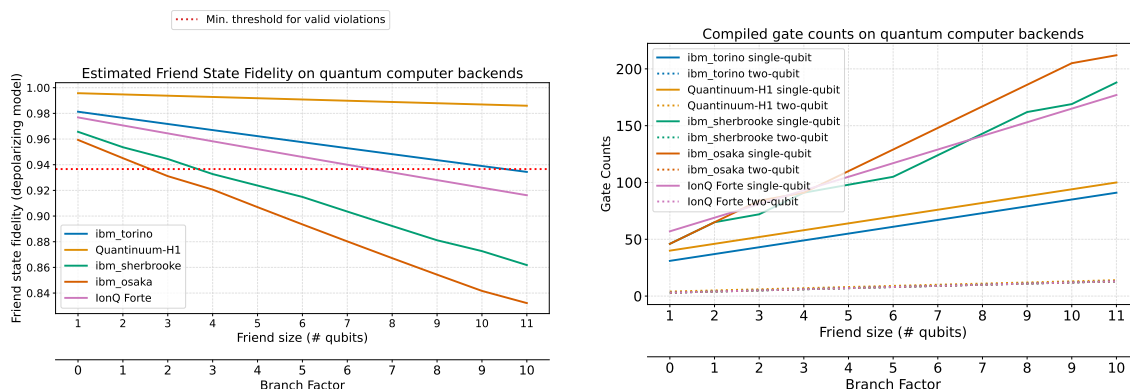 Min. threshold for valid violations
Estimated Friend State Fidelity on quantum computer backends
Friend state fidelity (depolarizing model)
1.00
0.98
0.96
0.94
0.92
0.90
0.88
0.86
0.84
ibm_torino
Quantinuum-H1
ibm_sherbrooke
ibm_osaka
IonQ Forte
1 2 3 4 5 6 7 8 9 10 11
Friend size (# qubits)
0 1 2 3 4 5 6 7 8 9 10
Branch Factor
Compiled gate counts on quantum computer backends
Gate Counts
200
150
100
50
0
ibm_torino single-qubit
ibm_torino two-qubit
Quantinuum-H1 single-qubit
Quantinuum-H1 two-qubit
ibm_sherbrooke single-qubit
ibm_sherbrooke two-qubit
ibm_osaka single-qubit
ibm_osaka two-qubit
IonQ Forte single-qubit
IonQ Forte two-qubit
1 2 3 4 5 6 7 8 9 10 11
Friend size (# qubits)
0 1 2 3 4 5 6 7 8 9 10
Branch Factor